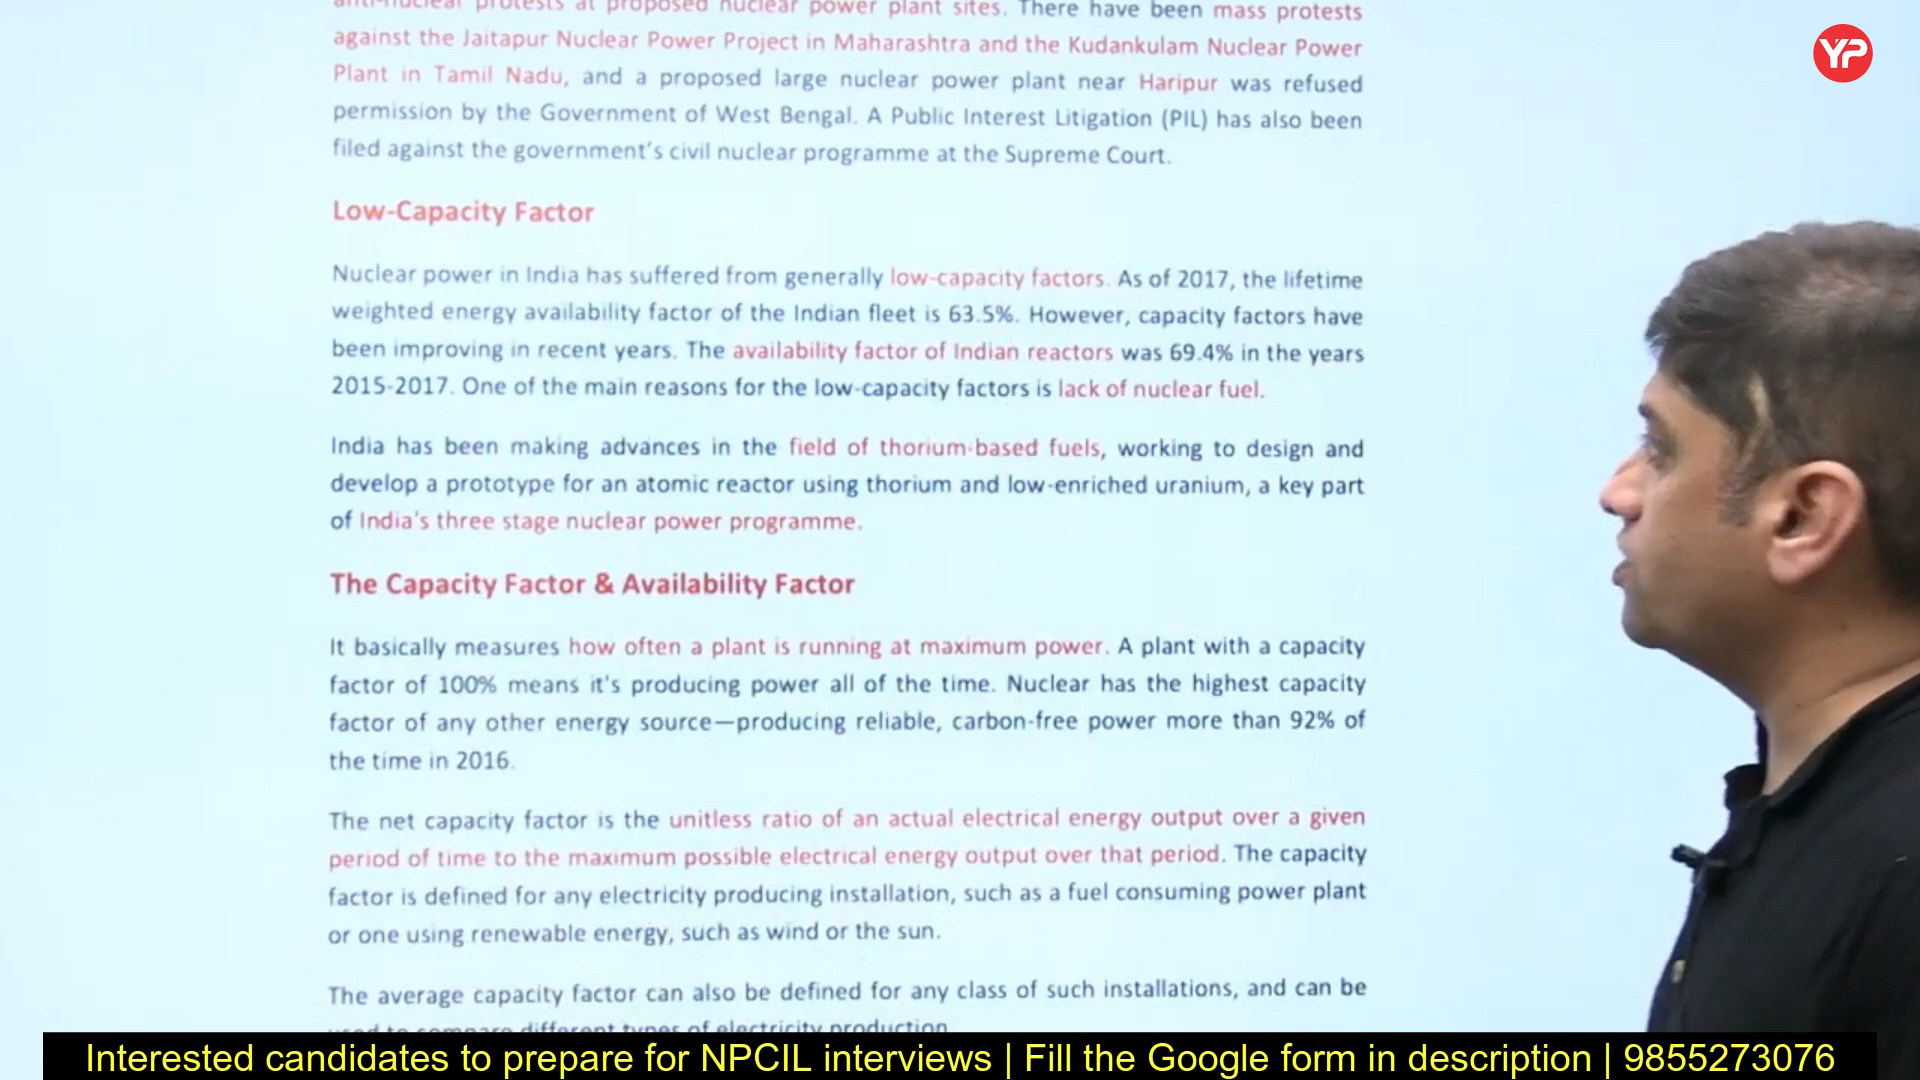 anti-nuclear protests at proposed nuclear power plant sites. There have been mass protests
against the Jaitapur Nuclear Power Project in Maharashtra and the Kudankulam Nuclear Power
Plant in Tamil Nadu, and a proposed large nuclear power plant near Haripur was refused
permission by the Government of West Bengal. A Public Interest Litigation (PIL) has also been
filed against the government's civil nuclear programme at the Supreme Court.
YP
Low-Capacity Factor
Nuclear power in India has suffered from generally low-capacity factors. As of 2017, the lifetime
weighted energy availability factor of the Indian fleet is 63.5%. However, capacity factors have
been improving in recent years. The availability factor of Indian reactors was 69.4% in the years
2015-2017. One of the main reasons for the low-capacity factors is lack of nuclear fuel.
India has been making advances in the field of thorium-based fuels, working to design and
develop a prototype for an atomic reactor using thorium and low-enriched uranium, a key part
of India's three stage nuclear power programme.
The Capacity Factor & Availability Factor
It basically measures how often a plant is running at maximum power. A plant with a capacity
factor of 100% means it's producing power all of the time. Nuclear has the highest capacity
factor of any other energy source—producing reliable, carbon-free power more than 92% of
the time in 2016.
The net capacity factor is the unitless ratio of an actual electrical energy output over a given
period of time to the maximum possible electrical energy output over that period. The capacity
factor is defined for any electricity producing installation, such as a fuel consuming power plant
or one using renewable energy, such as wind or the sun.
The average capacity factor can also be defined for any class of such installations, and can be
used to compare different types of electricity production
Interested candidates to prepare for NPCIL interviews | Fill the Google form in description | 9855273076